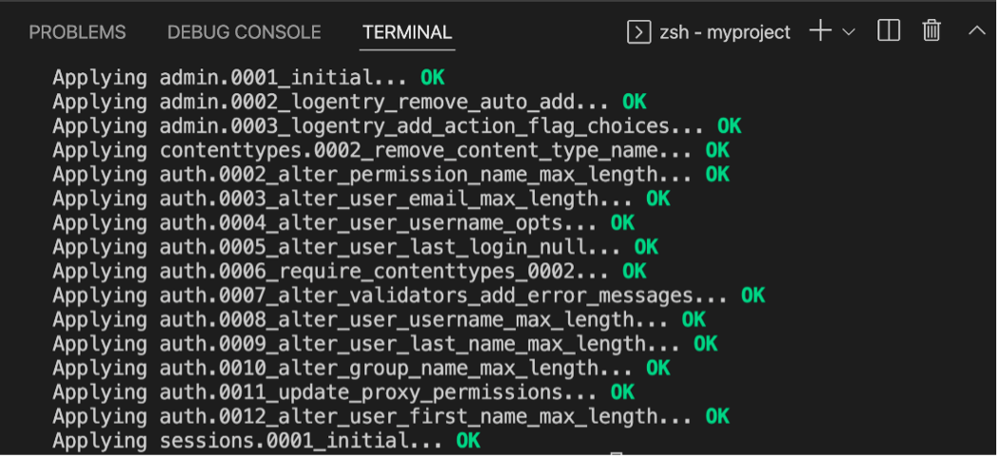 PROBLEMS DEBUG CONSOLE TERMINAL zsh - myproject
Applying admin.0001_initial... OK
Applying admin.0002_logentry_remove_auto_add... OK
Applying admin.0003_logentry_add_action_flag_choices... OK
Applying contenttypes.0002_remove_content_type_name... OK
Applying auth.0002_alter_permission_name_max_length... OK
Applying auth.0003_alter_user_email_max_length... OK
Applying auth.0004_alter_user_username_opts... OK
Applying auth.0005_alter_user_last_login_null... OK
Applying auth.0006_require_contenttypes_0002... OK
Applying auth.0007_alter_validators_add_error_messages... OK
Applying auth.0008_alter_user_username_max_length... OK
Applying auth.0009_alter_user_last_name_max_length... OK
Applying auth.0010_alter_group_name_max_length... OK
Applying auth.0011_update_proxy_permissions... OK
Applying auth.0012_alter_user_first_name_max_length... OK
Applying sessions.0001_initial... OK